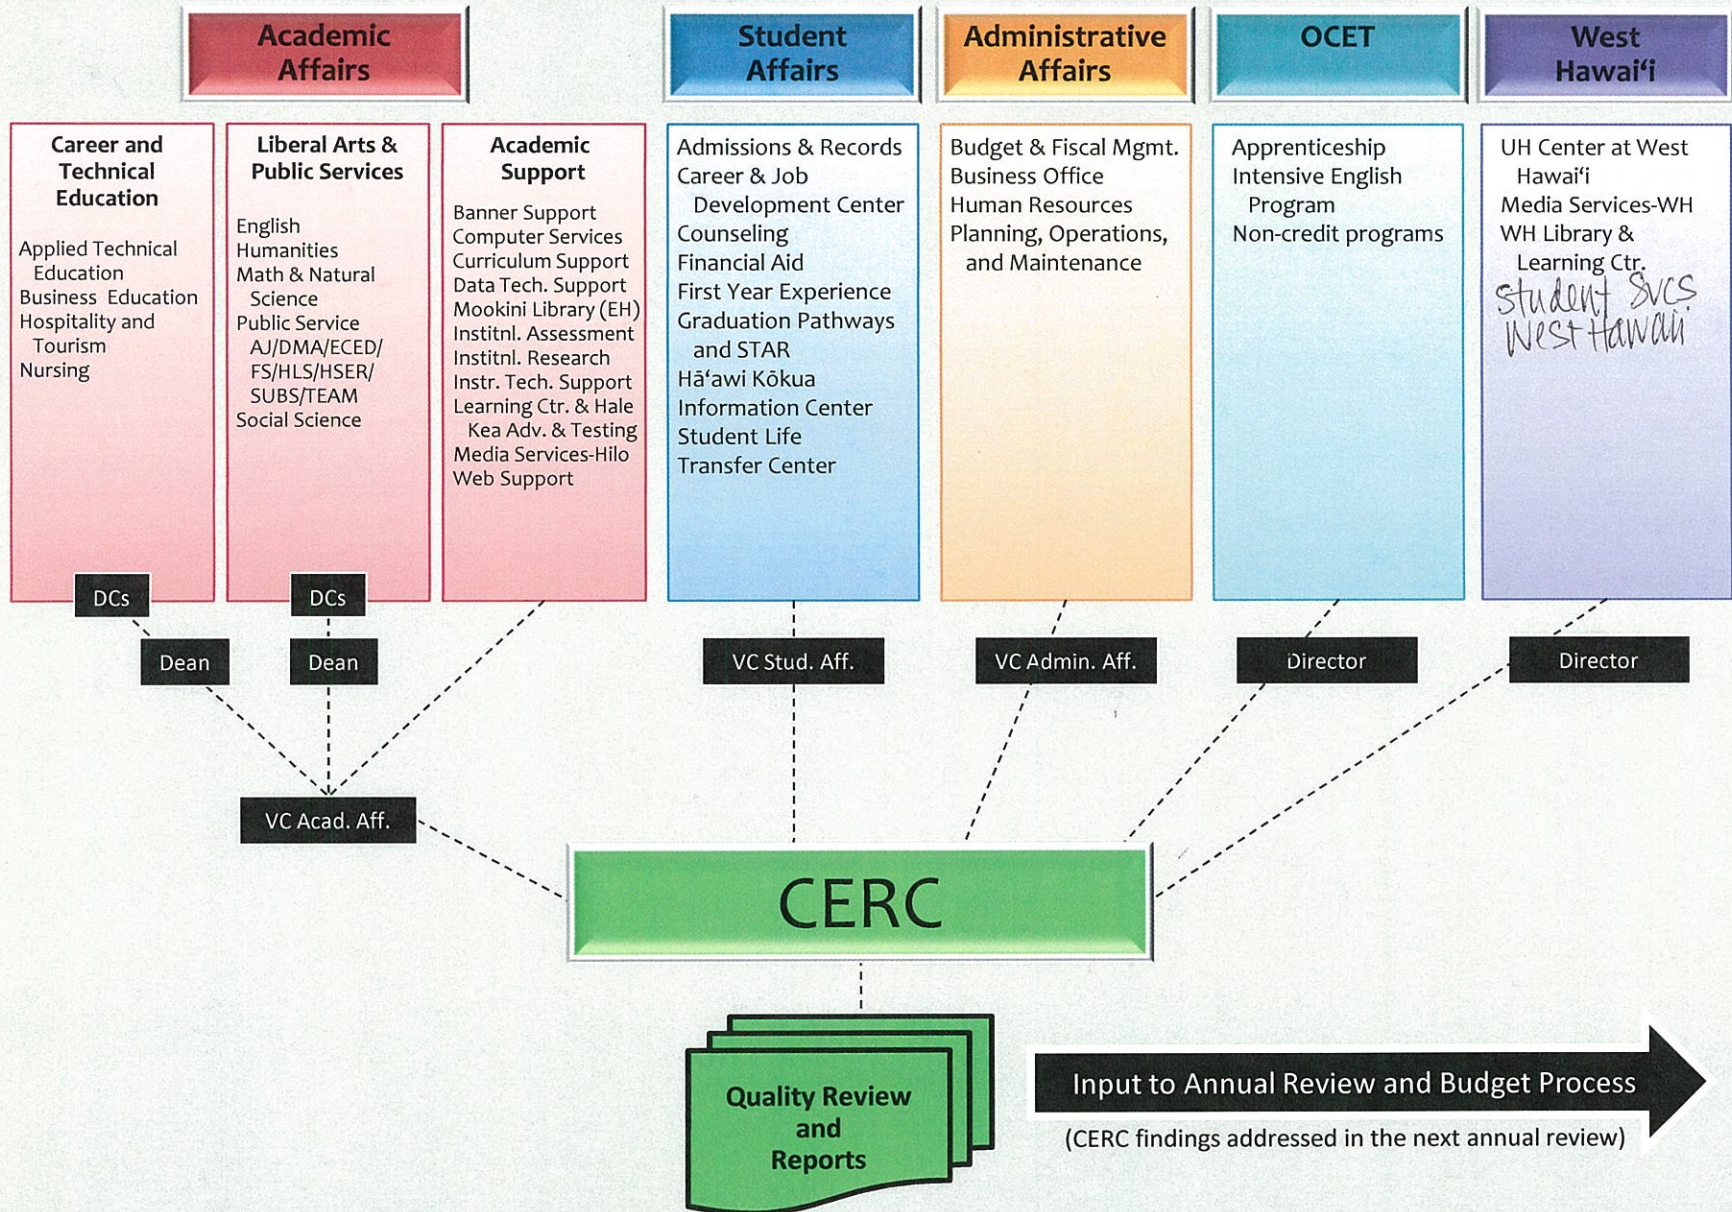 Academic
Affairs
Student
Affairs
Administrative
Affairs
OCET
West
Hawai‘i
Career and
Technical
Education
Applied Technical
Education
Business Education
Hospitality and
Tourism
Nursing
Liberal Arts &
Public Services
English
Humanities
Math & Natural
Science
Public Service
AJ/DMA/ECED/
FS/HLS/HSER/
SUBS/TEAM
Social Science
Academic
Support
Banner Support
Computer Services
Curriculum Support
Data Tech. Support
Mookini Library (EH)
Institnl. Assessment
Institnl. Research
Instr. Tech. Support
Learning Ctr. & Hale
Kea Adv. & Testing
Media Services-Hilo
Web Support
Admissions & Records
Career & Job
Development Center
Counseling
Financial Aid
First Year Experience
Graduation Pathways
and STAR
Hā‘awi Kōkua
Information Center
Student Life
Transfer Center
Budget & Fiscal Mgmt.
Business Office
Human Resources
Planning, Operations,
and Maintenance
Apprenticeship
Intensive English
Program
Non-credit programs
UH Center at West
Hawai‘i
Media Services-WH
WH Library &
Learning Ctr.
Student Svcs
West Hawaii
DCs
DCs
Dean
Dean
VC Stud. Aff.
VC Admin. Aff.
Director
Director
VC Acad. Aff.
CERC
Quality Review
and
Reports
Input to Annual Review and Budget Process
(CERC findings addressed in the next annual review)